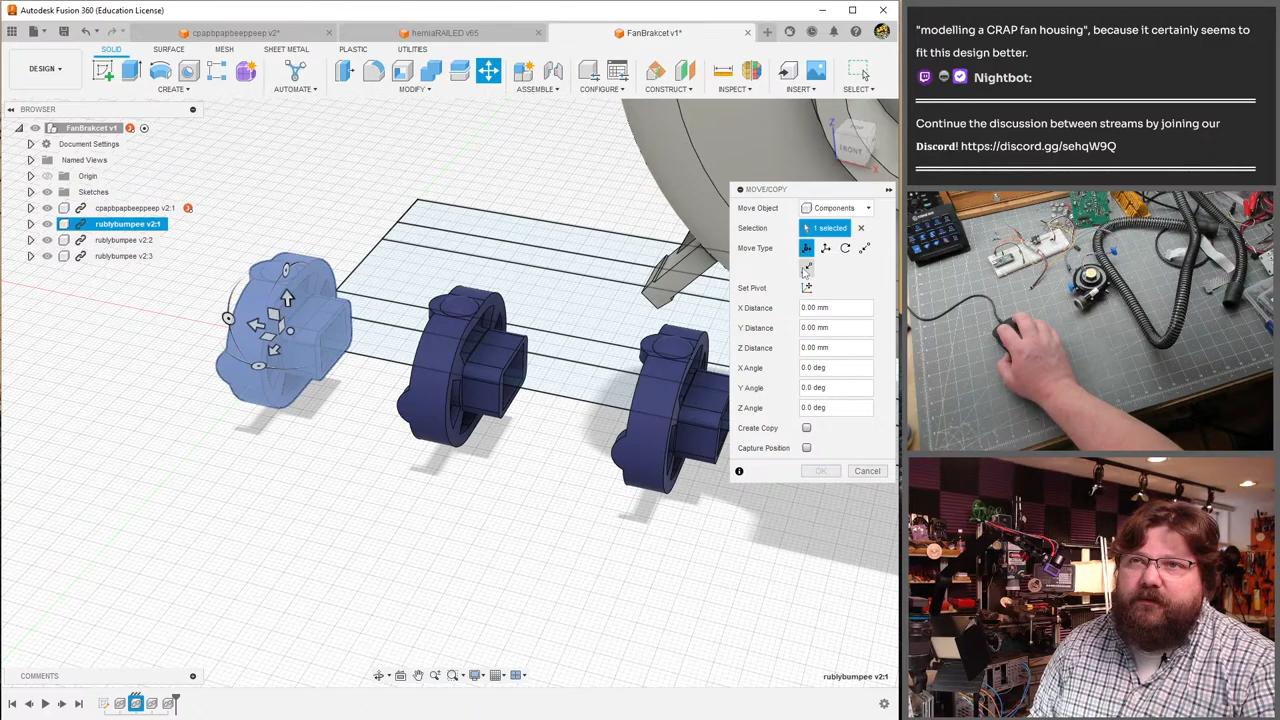 Autodesk Fusion 360 (Education License)
cpapbpapbeeppeep v2*
hemiaRAILED v65
FanBrakcet v1*
SOLID
SURFACE
MESH
SHEET METAL
PLASTIC
UTILITIES
DESIGN
CREATE
AUTOMATE
MODIFY
ASSEMBLE
CONFIGURE
CONSTRUCT
INSPECT
INSERT
SELECT
BROWSER
FanBrakcet v1
Document Settings
Named Views
Origin
Sketches
cpapbpapbeeppeep v2:1
rublybumpee v2:1
rublybumpee v2:2
rublybumpee v2:3
Z
FRONT
X
MOVE/COPY
Move Object
Components
Selection
1 selected
Move Type
Set Pivot
X Distance
0.00 mm
Y Distance
0.00 mm
Z Distance
0.00 mm
X Angle
0.0 deg
Y Angle
0.0 deg
Z Angle
0.0 deg
Create Copy
Capture Position
OK
Cancel
COMMENTS
rublybumpee v2:1
"modelling a CRAP fan housing", because it certainly seems to
fit this design better.
Nightbot:
Continue the discussion between streams by joining our
Discord! https://discord.gg/sehqW9Q